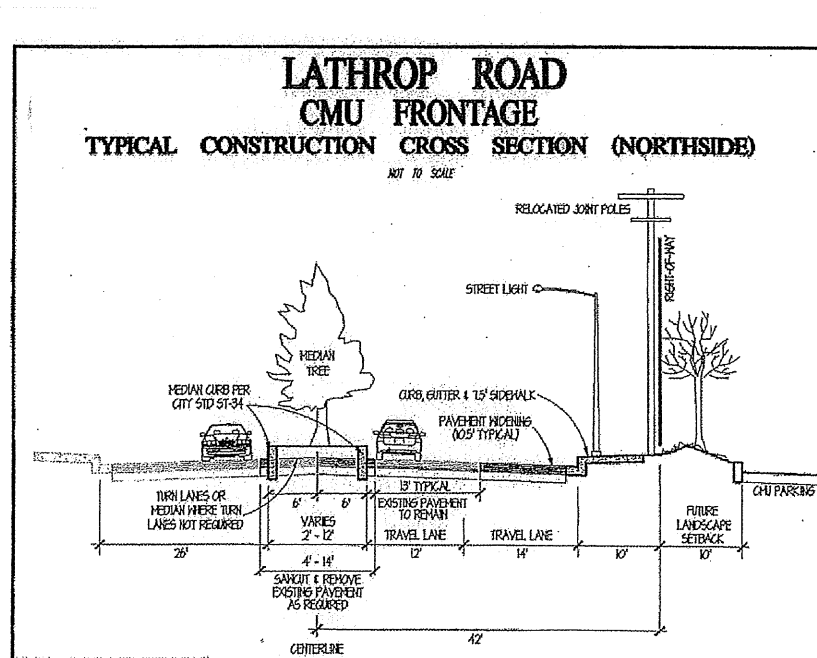 LATHROP ROAD
CMU FRONTAGE
TYPICAL CONSTRUCTION CROSS SECTION (NORTHSIDE)
NOT TO SCALE
RELOCATED JOINT POLES
RIGHT-OF-WAY
STREET LIGHT
MEDIAN
TREE
MEDIAN CURB PER
CITY STD ST-34
CURB, GUTTER & 7.5' SIDEWALK
PAVEMENT WIDENING
(10.5' TYPICAL)
TURN LANES OR
MEDIAN WHERE TURN
LANES NOT REQUIRED
6' 6'
13' TYPICAL
EXISTING PAVEMENT
TO REMAIN
CMU PARKING
VARIES
2' - 12'
TRAVEL LANE
TRAVEL LANE
FUTURE
LANDSCAPE
SETBACK
26'
12'
14'
10'
10'
4' - 14'
SAWCUT & REMOVE
EXISTING PAVEMENT
AS REQUIRED
42'
CENTERLINE